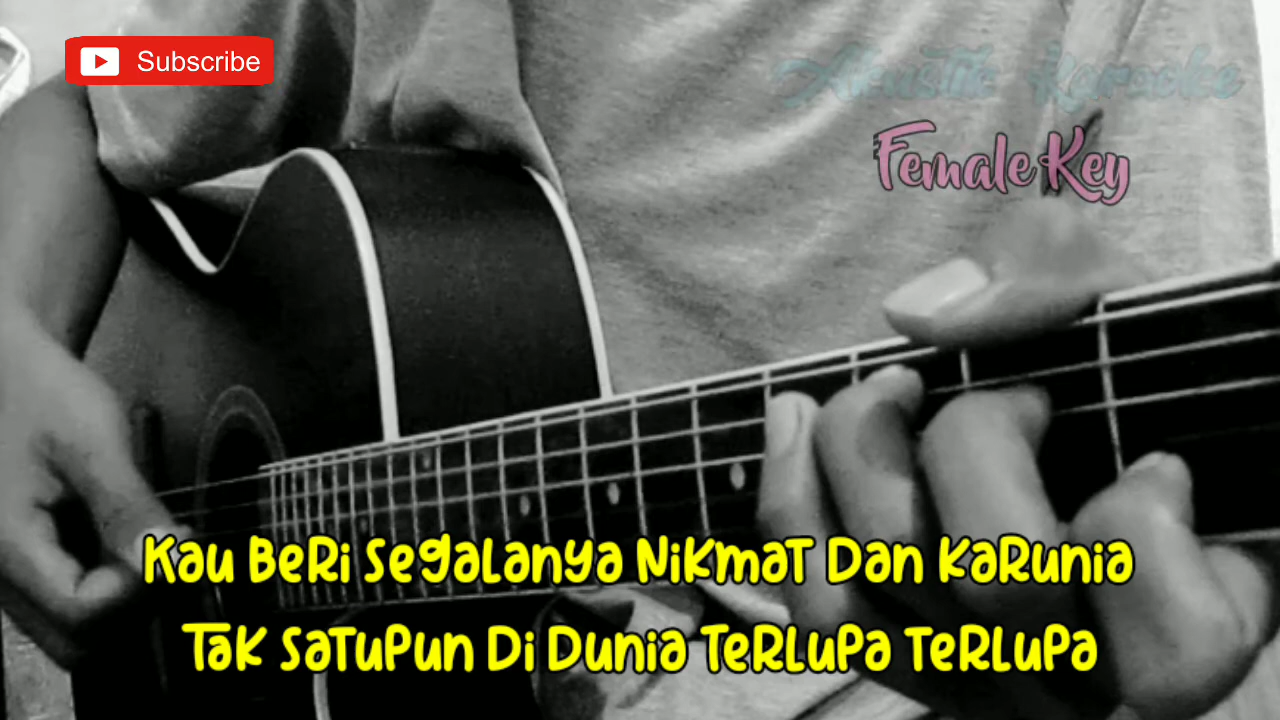 Subscribe
Akustik Karaoke
Female Key
Kau Beri Segalanya Nikmat Dan Karunia
Tak Satupun Di Dunia Terlupa Terlupa